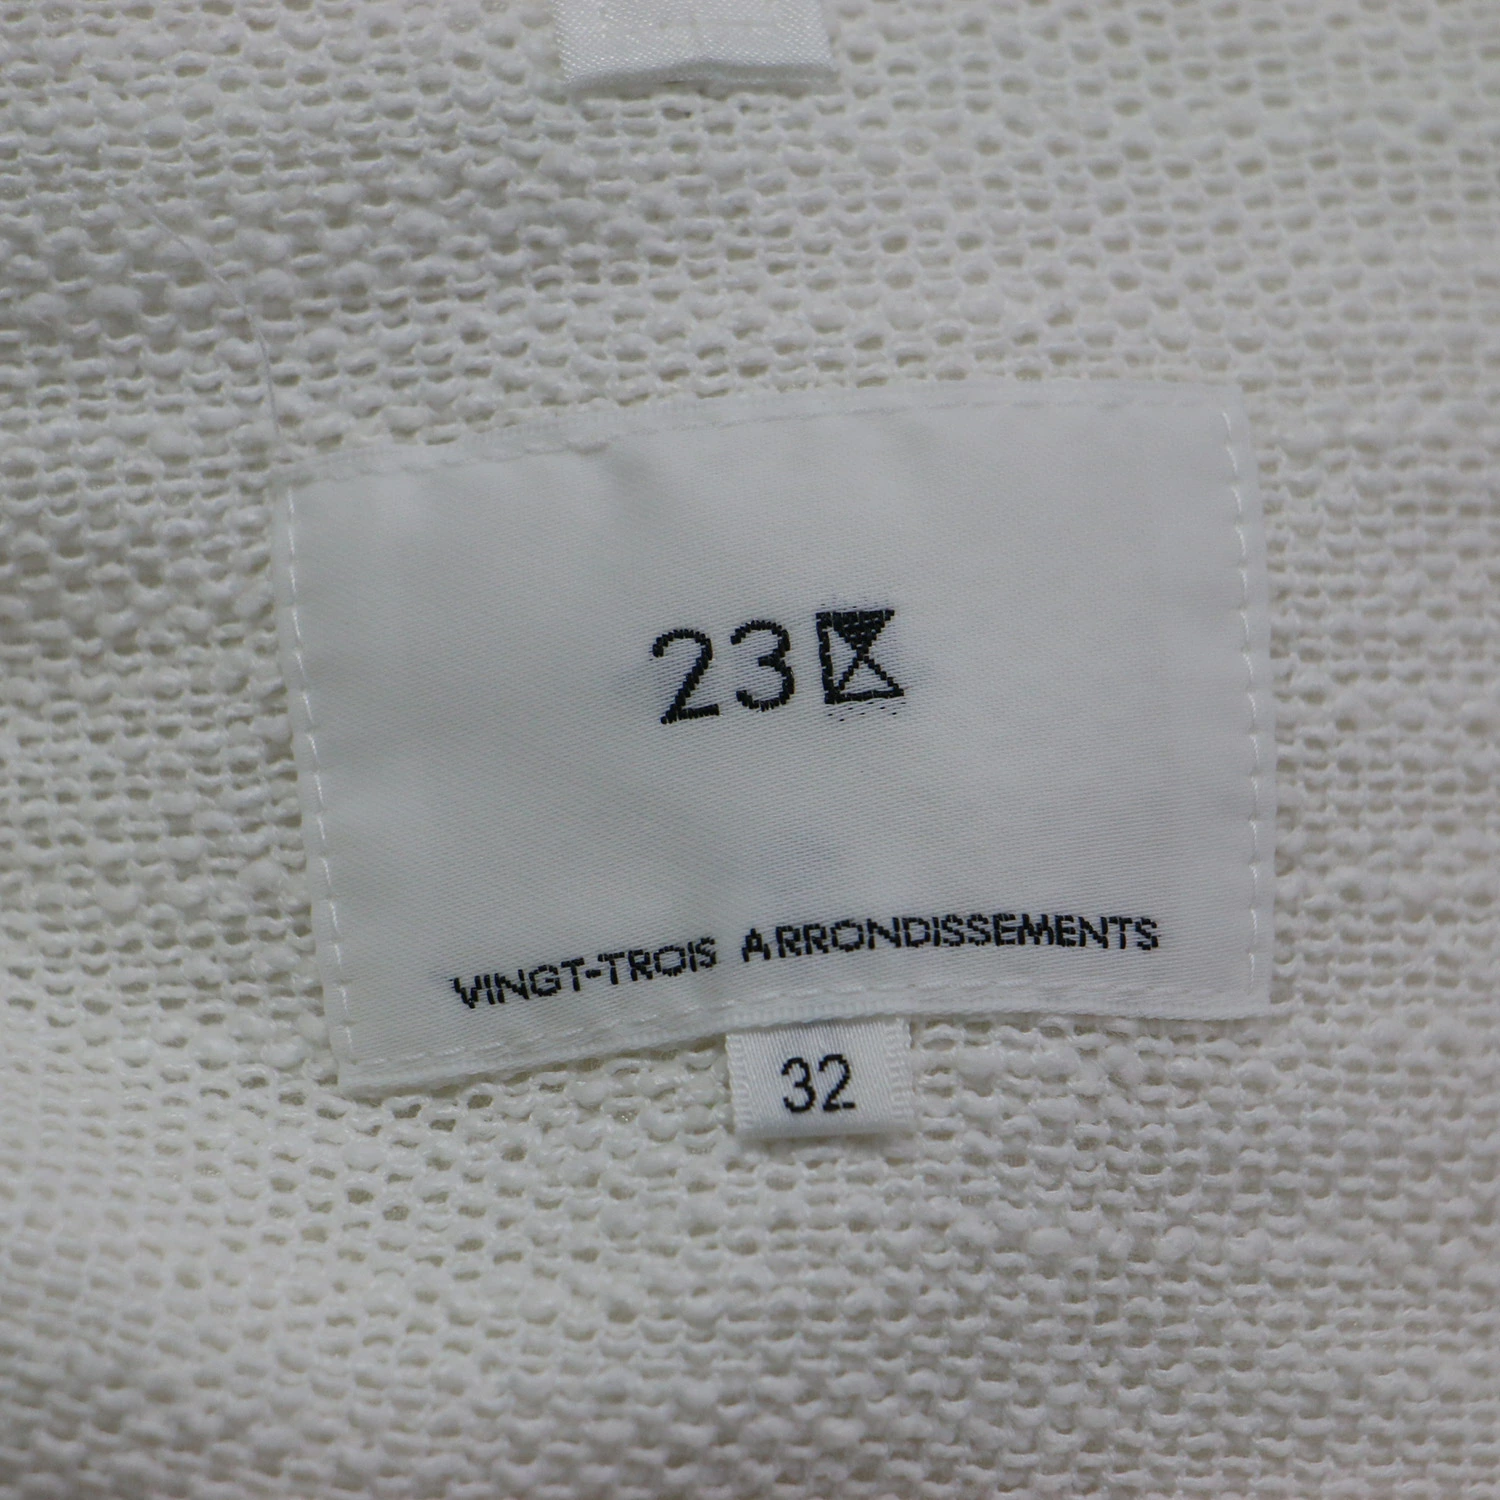 23区
VINGT-TROIS ARRONDISSEMENTS
32